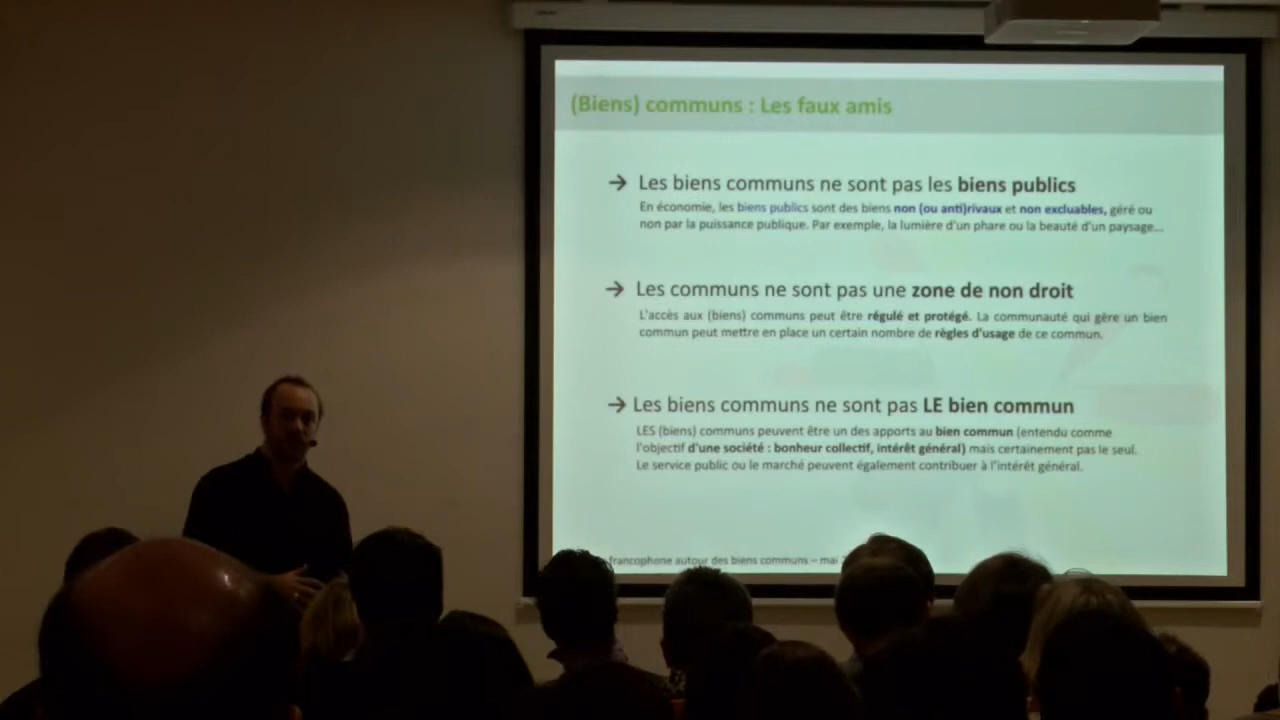 (Biens) communs : Les faux amis
→ Les biens communs ne sont pas les biens publics
En économie, les biens publics sont des biens non (ou anti)rivaux et non excluables, géré ou
non par la puissance publique. Par exemple, la lumière d'un phare ou la beauté d'un paysage...
→ Les communs ne sont pas une zone de non droit
L'accès aux (biens) communs peut être régulé et protégé. La communauté qui gère un bien
commun peut mettre en place un certain nombre de règles d'usage de ce commun.
→ Les biens communs ne sont pas LE bien commun
LES (biens) communs peuvent être un des apports au bien commun (entendu comme
l'objectif d'une société : bonheur collectif, intérêt général) mais certainement pas le seul.
Le service public ou le marché peuvent également contribuer à l'intérêt général.
francophone autour des biens communs – mai